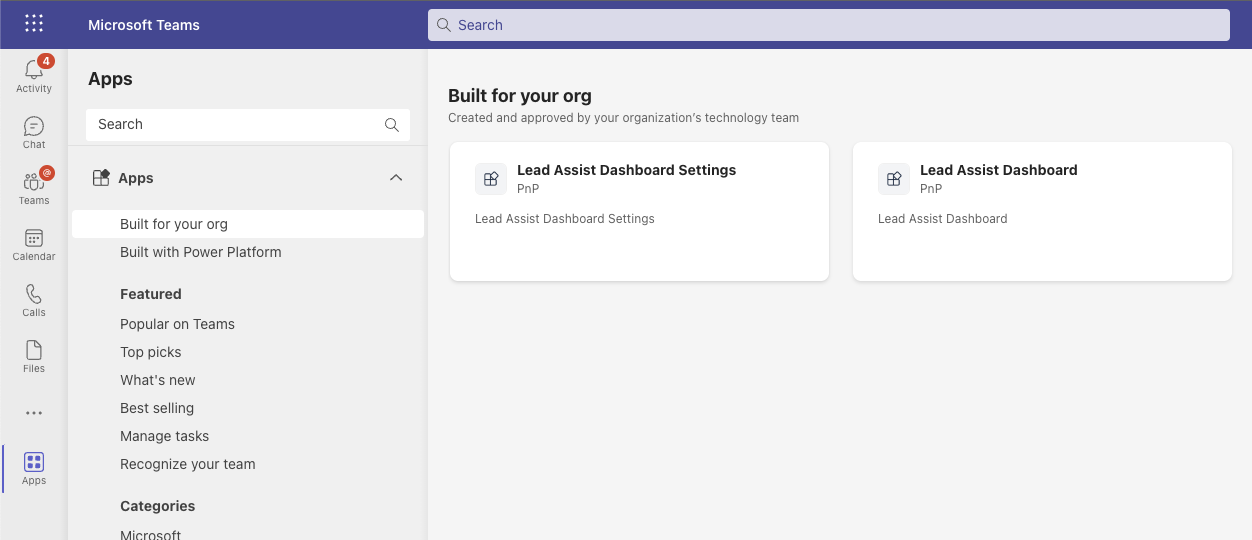 Microsoft Teams
Search
4
Activity
Chat
@
Teams
Calendar
Calls
Files
Apps
Apps
Search
Apps
Built for your org
Built with Power Platform
Featured
Popular on Teams
Top picks
What's new
Best selling
Manage tasks
Recognize your team
Categories
Microsoft
Built for your org
Created and approved by your organization's technology team
Lead Assist Dashboard Settings
PnP
Lead Assist Dashboard Settings
Lead Assist Dashboard
PnP
Lead Assist Dashboard